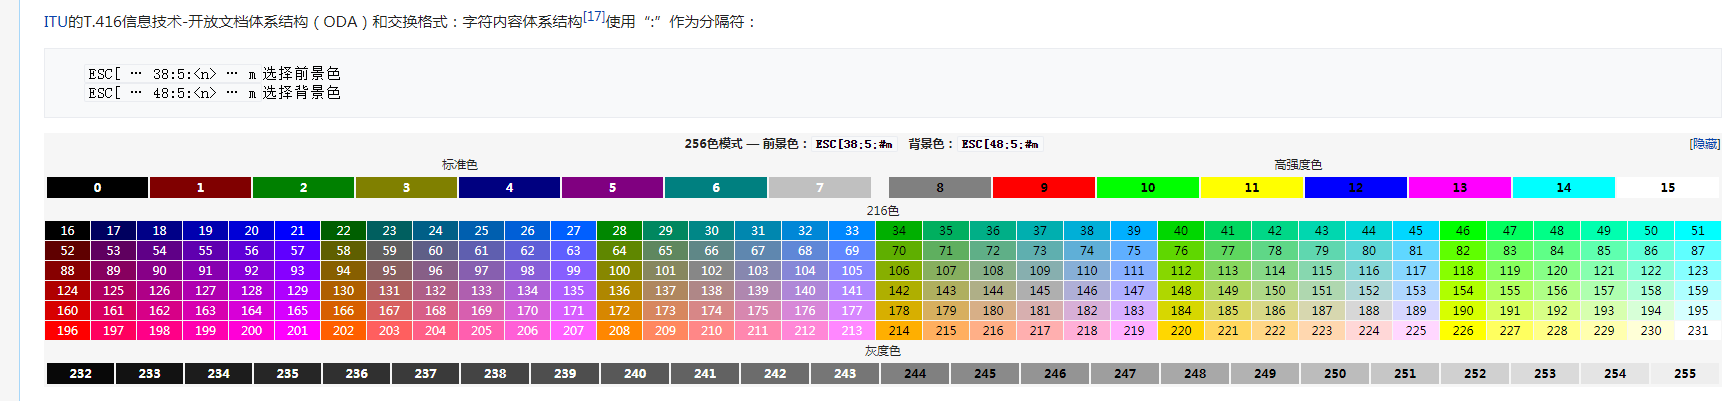 ITU的T.416信息技术-开放文档体系结构（ODA）和交换格式：字符内容体系结构[17]使用“:”作为分隔符：
ESC[ … 38:5:<n> … m选择前景色
ESC[ … 48:5:<n> … m选择背景色
256色模式 — 前景色：ESC[38;5;#m 背景色：ESC[48;5;#m [隐藏]
标准色 高强度色
0 1 2 3 4 5 6 7 8 9 10 11 12 13 14 15
216色
16 17 18 19 20 21 22 23 24 25 26 27 28 29 30 31 32 33 34 35 36 37 38 39 40 41 42 43 44 45 46 47 48 49 50 51
52 53 54 55 56 57 58 59 60 61 62 63 64 65 66 67 68 69 70 71 72 73 74 75 76 77 78 79 80 81 82 83 84 85 86 87
88 89 90 91 92 93 94 95 96 97 98 99 100 101 102 103 104 105 106 107 108 109 110 111 112 113 114 115 116 117 118 119 120 121 122 123
124 125 126 127 128 129 130 131 132 133 134 135 136 137 138 139 140 141 142 143 144 145 146 147 148 149 150 151 152 153 154 155 156 157 158 159
160 161 162 163 164 165 166 167 168 169 170 171 172 173 174 175 176 177 178 179 180 181 182 183 184 185 186 187 188 189 190 191 192 193 194 195
196 197 198 199 200 201 202 203 204 205 206 207 208 209 210 211 212 213 214 215 216 217 218 219 220 221 222 223 224 225 226 227 228 229 230 231
灰度色
232 233 234 235 236 237 238 239 240 241 242 243 244 245 246 247 248 249 250 251 252 253 254 255